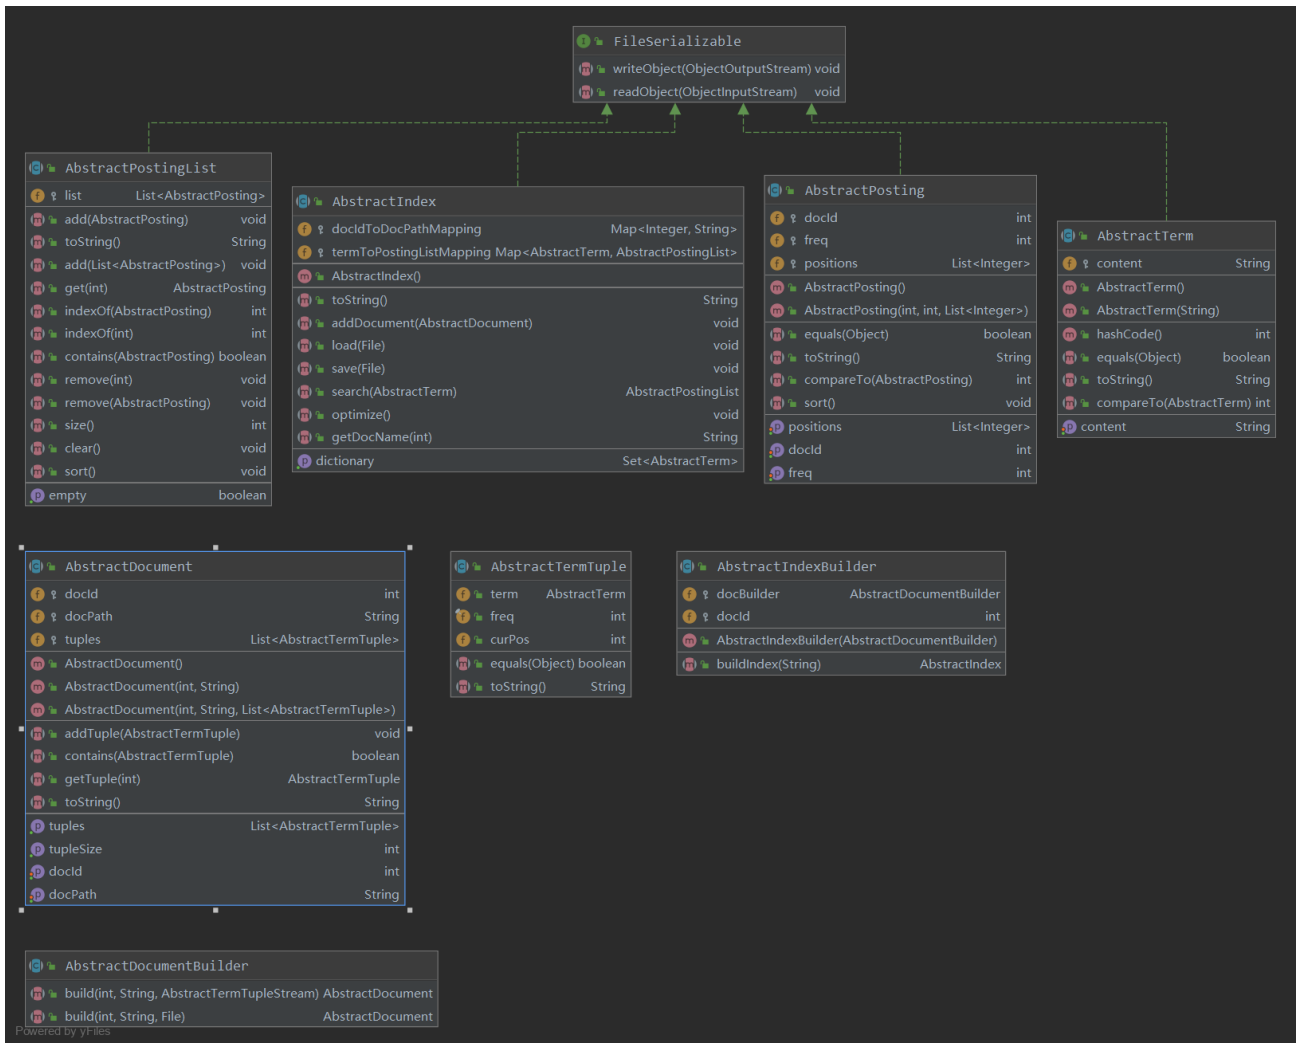 FileSerializable
writeObject(ObjectOutputStream) void
readObject(ObjectInputStream) void
AbstractPostingList
list List<AbstractPosting>
add(AbstractPosting) void
toString() String
add(List<AbstractPosting>) void
get(int) AbstractPosting
indexOf(AbstractPosting) int
indexOf(int) int
contains(AbstractPosting) boolean
remove(int) void
remove(AbstractPosting) void
size() int
clear() void
sort() void
empty boolean
AbstractIndex
docIdToDocPathMapping Map<Integer, String>
termToPostingListMapping Map<AbstractTerm, AbstractPostingList>
AbstractIndex()
toString() String
addDocument(AbstractDocument) void
load(File) void
save(File) void
search(AbstractTerm) AbstractPostingList
optimize() void
getDocName(int) String
dictionary Set<AbstractTerm>
AbstractPosting
docId int
freq int
positions List<Integer>
AbstractPosting()
AbstractPosting(int, int, List<Integer>)
equals(Object) boolean
toString() String
compareTo(AbstractPosting) int
sort() void
positions List<Integer>
docId int
freq int
AbstractTerm
content String
AbstractTerm()
AbstractTerm(String)
hashCode() int
equals(Object) boolean
toString() String
compareTo(AbstractTerm) int
content String
AbstractDocument
docId int
docPath String
tuples List<AbstractTermTuple>
AbstractDocument()
AbstractDocument(int, String)
AbstractDocument(int, String, List<AbstractTermTuple>)
addTuple(AbstractTermTuple) void
contains(AbstractTermTuple) boolean
getTuple(int) AbstractTermTuple
toString() String
tuples List<AbstractTermTuple>
tupleSize int
docId int
docPath String
AbstractTermTuple
term AbstractTerm
freq int
curPos int
equals(Object) boolean
toString() String
AbstractIndexBuilder
docBuilder AbstractDocumentBuilder
docId int
AbstractIndexBuilder(AbstractDocumentBuilder)
buildIndex(String) AbstractIndex
AbstractDocumentBuilder
build(int, String, AbstractTermTupleStream) AbstractDocument
build(int, String, File) AbstractDocument
Powered by yFiles